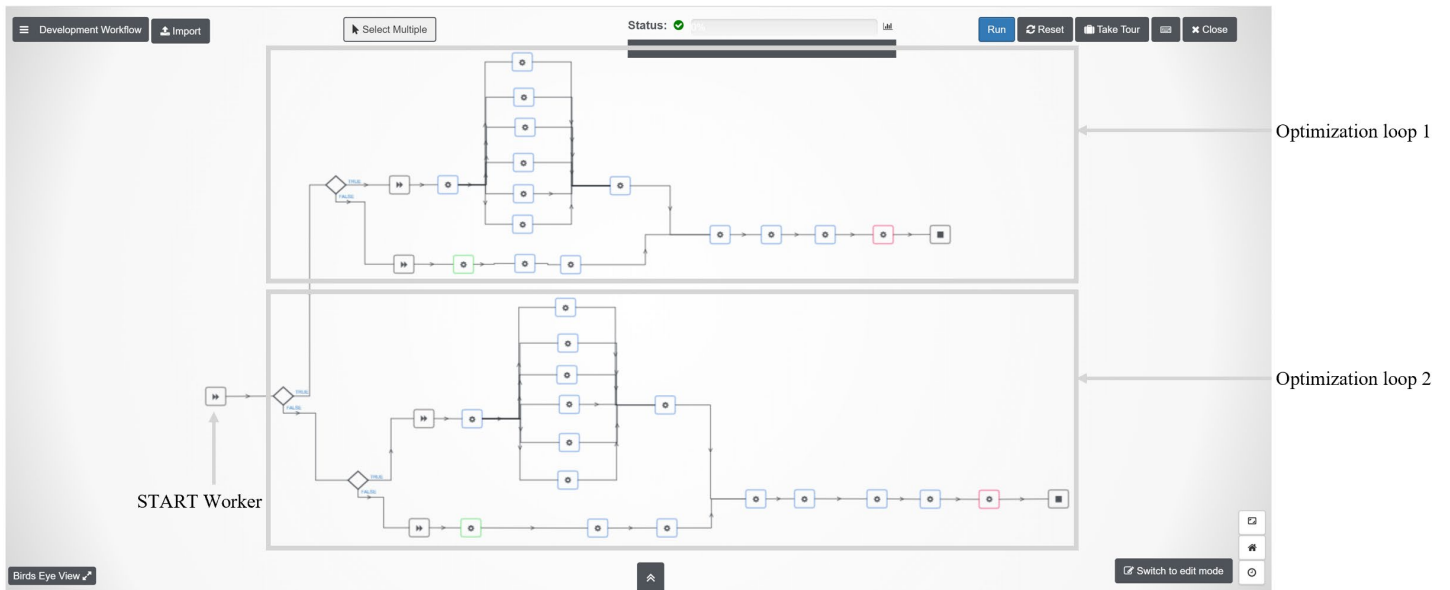 Development Workflow
Import
Select Multiple
Status:
Run
Reset
Take Tour
Close
Optimization loop 1
TRUE
FALSE
Optimization loop 2
TRUE
FALSE
START Worker
TRUE
FALSE
Birds Eye View
Switch to edit mode